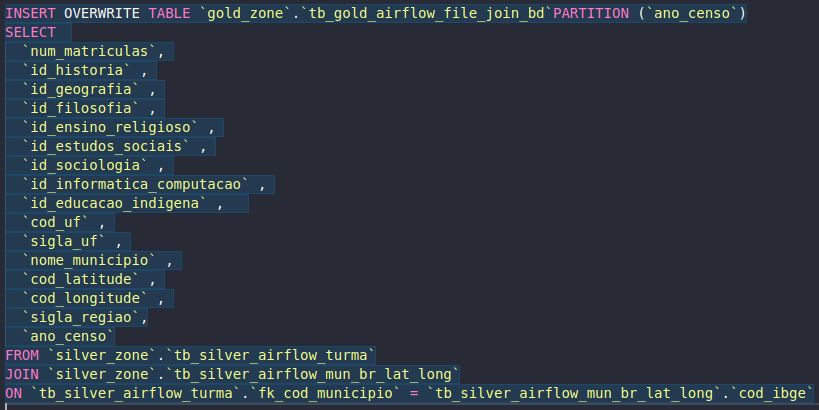 INSERT OVERWRITE TABLE `gold_zone`.`tb_gold_airflow_file_join_bd`PARTITION (`ano_censo`)
SELECT
  `num_matriculas`,
  `id_historia` ,
  `id_geografia` ,
  `id_filosofia` ,
  `id_ensino_religioso` ,
  `id_estudos_sociais` ,
  `id_sociologia` ,
  `id_informatica_computacao` ,
  `id_educacao_indigena` ,
  `cod_uf` ,
  `sigla_uf` ,
  `nome_municipio` ,
  `cod_latitude` ,
  `cod_longitude` ,
  `sigla_regiao`,
  `ano_censo`
FROM `silver_zone`.`tb_silver_airflow_turma`
JOIN `silver_zone`.`tb_silver_airflow_mun_br_lat_long`
ON `tb_silver_airflow_turma`.`fk_cod_municipio` = `tb_silver_airflow_mun_br_lat_long`.`cod_ibge`